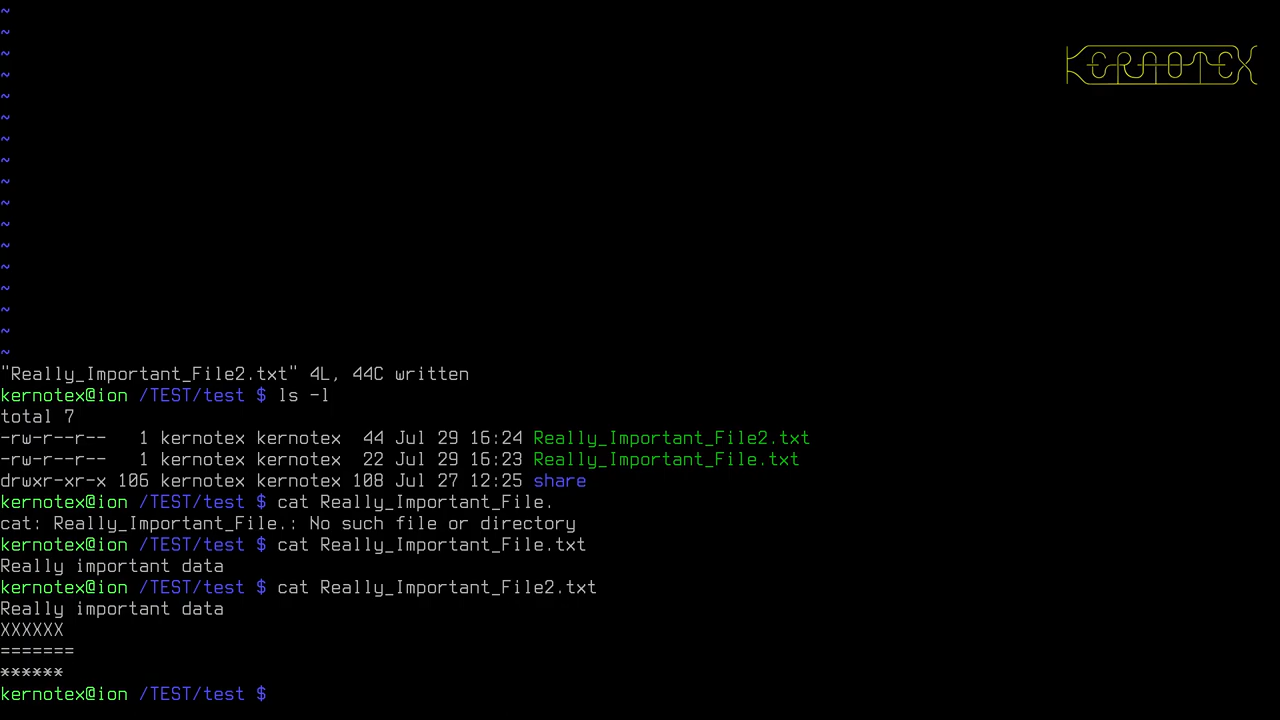 ~
~
~
KERNOTEX
~
~
~
~
~
~
~
~
~
~
~
~
~
~
"Really_Important_File2.txt" 4L, 44C written
kernotex@ion /TEST/test $ ls -l
total 7
-rw-r--r--   1 kernotex kernotex  44 Jul 29 16:24 Really_Important_File2.txt
-rw-r--r--   1 kernotex kernotex  22 Jul 29 16:23 Really_Important_File.txt
drwxr-xr-x 106 kernotex kernotex 108 Jul 27 12:25 share
kernotex@ion /TEST/test $ cat Really_Important_File.
cat: Really_Important_File.: No such file or directory
kernotex@ion /TEST/test $ cat Really_Important_File.txt
Really important data
kernotex@ion /TEST/test $ cat Really_Important_File2.txt
Really important data
XXXXXX
=======
******
kernotex@ion /TEST/test $